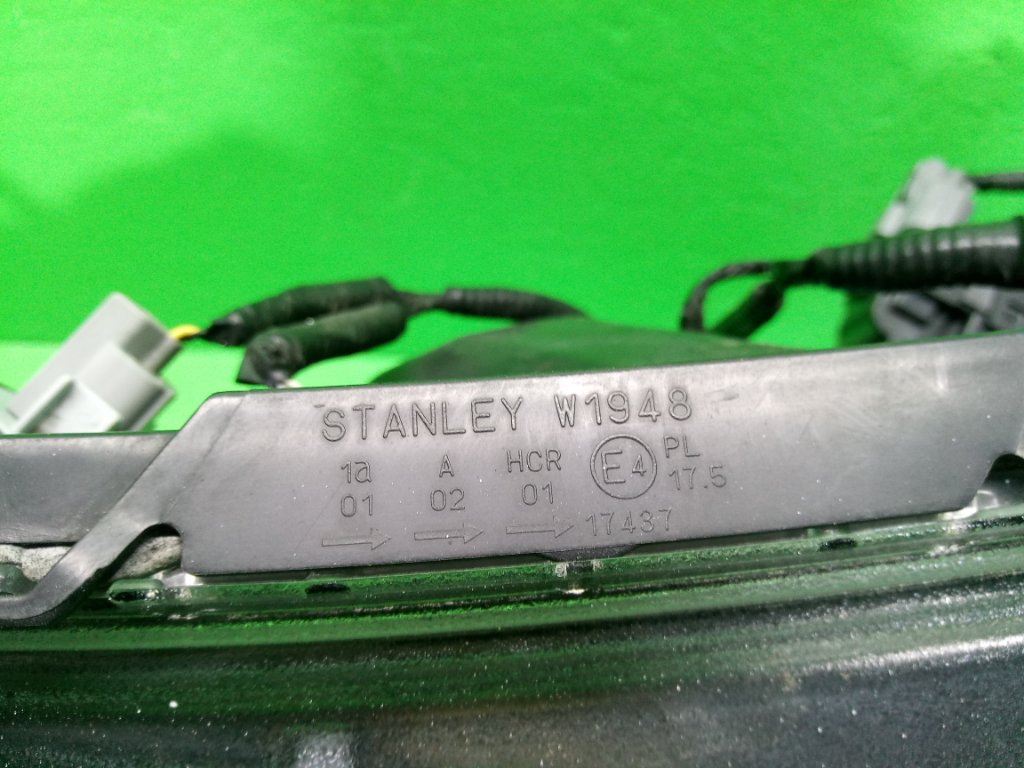 STANLEY W1948
1a A HCR E4 PL
01 02 01 17.5
17437